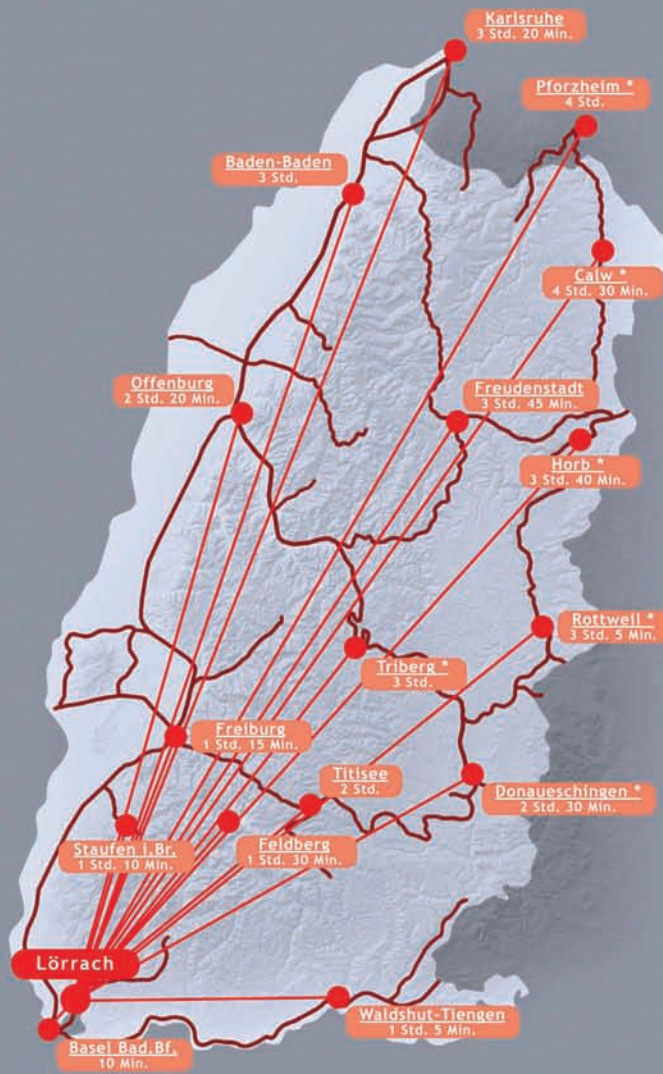 Karlsruhe
3 Std. 20 Min.
Pforzheim *
4 Std.
Baden-Baden
3 Std.
Calw *
4 Std. 30 Min.
Offenburg
2 Std. 20 Min.
Freudenstadt
3 Std. 45 Min.
Horb *
3 Std. 40 Min.
Rottweil *
3 Std. 5 Min.
Triberg *
3 Std.
Freiburg
1 Std. 15 Min.
Titisee
2 Std.
Donaueschingen *
2 Std. 30 Min.
Staufen i.Br.
1 Std. 10 Min.
Feldberg
1 Std. 30 Min.
Lörrach
Waldshut-Tiengen
1 Std. 5 Min.
Basel Bad.Bf.
10 Min.